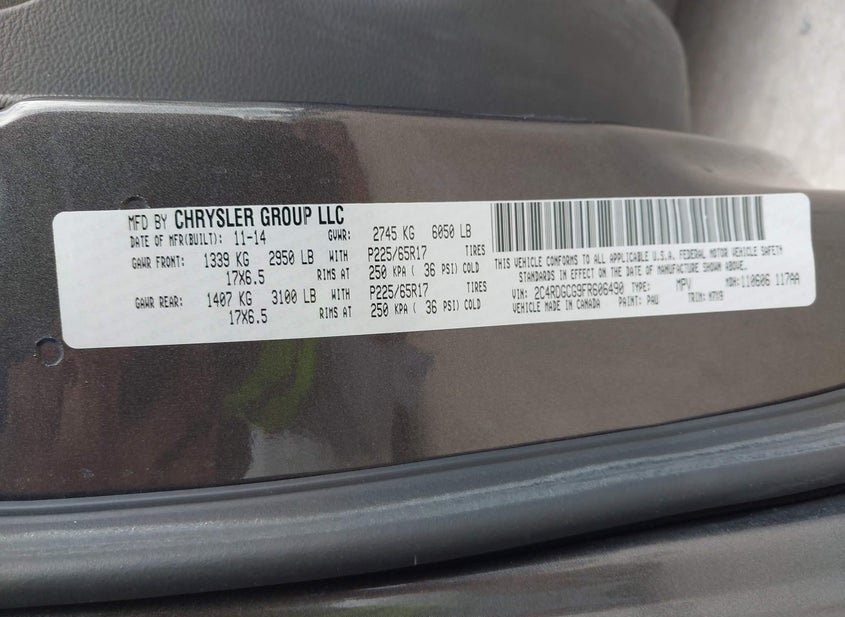 MFD BY CHRYSLER GROUP LLC
DATE OF MFR(BUILT): 11-14 GVWR: 2745 KG 6050 LB
GAWR FRONT: 1339 KG 2950 LB WITH P225/65R17 TIRES
17X6.5 RIMS AT 250 KPA ( 36 PSI) COLD
GAWR REAR: 1407 KG 3100 LB WITH P225/65R17 TIRES
17X6.5 RIMS AT 250 KPA ( 36 PSI) COLD
THIS VEHICLE CONFORMS TO ALL APPLICABLE U.S.A. FEDERAL MOTOR VEHICLE SAFETY
STANDARDS IN EFFECT ON THE DATE OF MANUFACTURE SHOWN ABOVE.
VIN: 2C4RDGCG9FR606490 TYPE: MPV MDH: 110606 117AA
VEHICLE MADE IN CANADA PAINT: PAU TRIM: